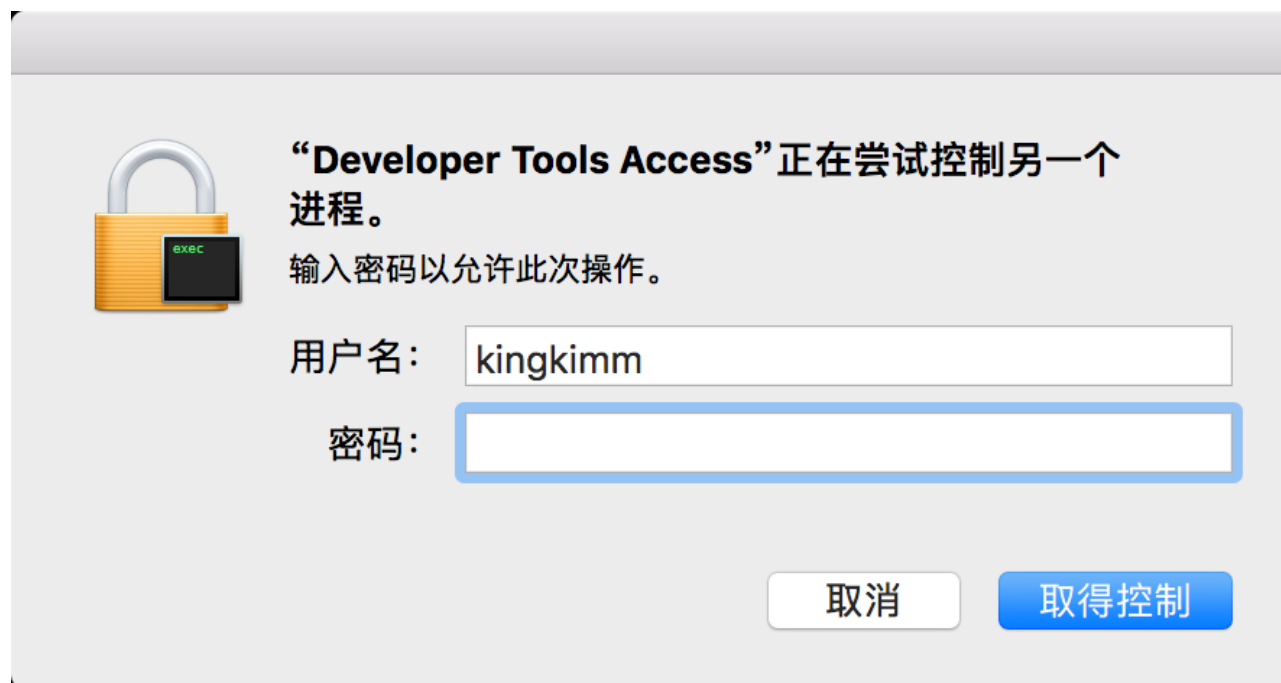 “Developer Tools Access”正在尝试控制另一个
进程。
exec
输入密码以允许此次操作。
用户名： kingkimm
密码：
取消 取得控制